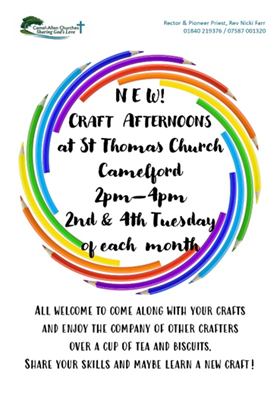 Camel-Allen Churches
Sharing God's Love
Rector & Pioneer Priest, Rev Nicki Farr
01840 219376 / 07587 001320
NEW!
CRAFT AFTERNOONS
at St Thomas Church
Camelford
2pm–4pm
2nd & 4th Tuesday
of each month
ALL WELCOME TO COME ALONG WITH YOUR CRAFTS
AND ENJOY THE COMPANY OF OTHER CRAFTERS
OVER A CUP OF TEA AND BISCUITS.
SHARE YOUR SKILLS AND MAYBE LEARN A NEW CRAFT!